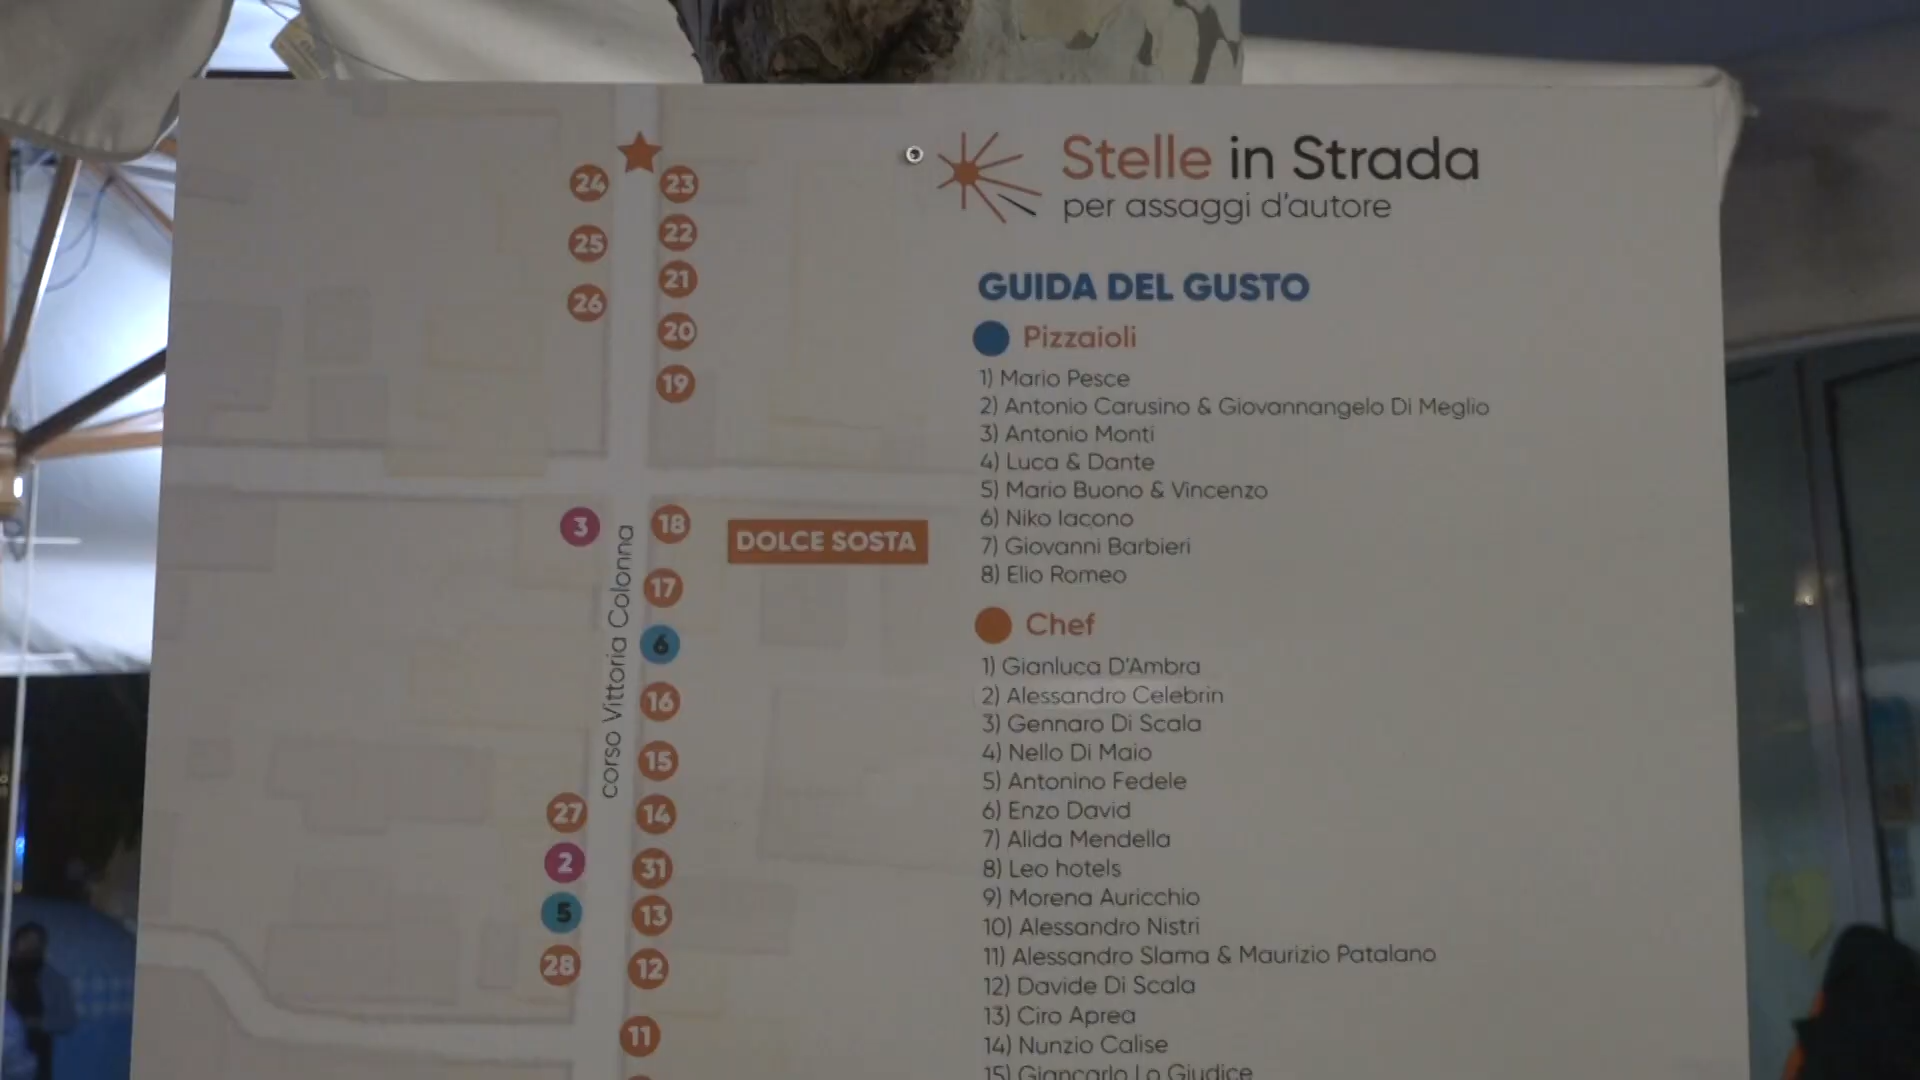 Stelle in Strada
per assaggi d'autore
GUIDA DEL GUSTO
Pizzaioli
1) Mario Pesce
2) Antonio Carusino & Giovannangelo Di Meglio
3) Antonio Monti
4) Luca & Dante
5) Mario Buono & Vincenzo
6) Niko Iacono
7) Giovanni Barbieri
8) Elio Romeo
Chef
1) Gianluca D'Ambra
2) Alessandro Celebrin
3) Gennaro Di Scala
4) Nello Di Maio
5) Antonino Fedele
6) Enzo David
7) Alida Mendella
8) Leo hotels
9) Morena Auricchio
10) Alessandro Nistri
11) Alessandro Slama & Maurizio Patalano
12) Davide Di Scala
13) Ciro Aprea
14) Nunzio Calise
15) Giancarlo Lo Giudice
24
23
25
22
26
21
20
19
3
18
DOLCE SOSTA
corso Vittoria Colonna
17
6
16
15
27
14
2
31
5
13
28
12
11